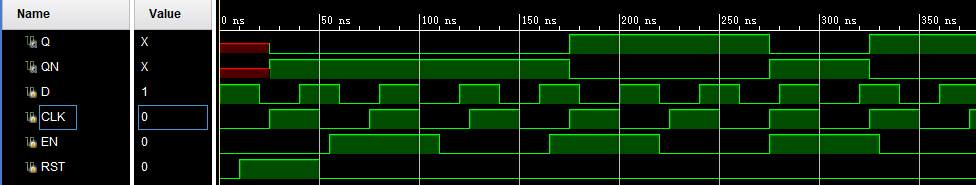 Name Value 0 ns 50 ns 100 ns 150 ns 200 ns 250 ns 300 ns 350 ns
Q X
QN X
D 1
CLK 0
EN 0
RST 0